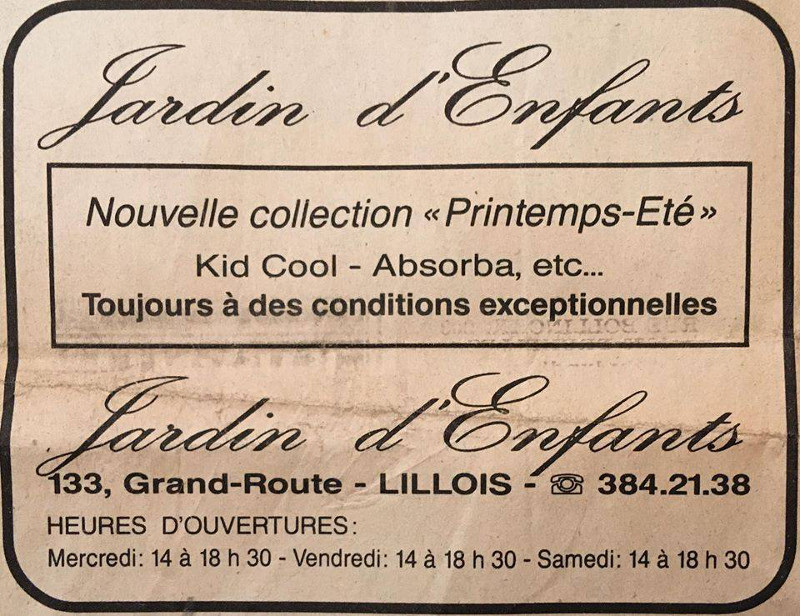 Jardin d'Enfants
Nouvelle collection «Printemps-Eté»
Kid Cool - Absorba, etc...
Toujours à des conditions exceptionnelles
Jardin d'Enfants
133, Grand-Route - LILLOIS - ☏ 384.21.38
HEURES D'OUVERTURES:
Mercredi: 14 à 18 h 30 - Vendredi: 14 à 18 h 30 - Samedi: 14 à 18 h 30